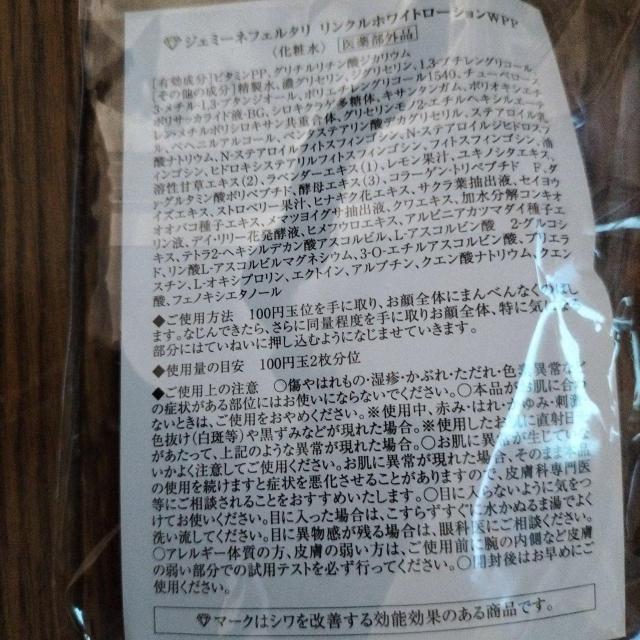 ジェミーネフェルタリ リンクルホワイトローションWPP
(化粧水) 医薬部外品
[有効成分]ビタミンPP、グリチルリチン酸ジカリウム
[その他の成分]精製水、濃グリセリン、ジグリセリン、1,3-ブチレングリコール、
3-メチル-1,3-ブタンジオール、ポリエチレングリコール1540、チューベローズ
ポリサッカライド液-BG、シロキクラゲ多糖体、キサンタンガム、ポリオキシエチ
レン・メチルポリシロキサン共重合体、グリセリンモノ2-エチルヘキシルエーテ
ル、ベヘニルアルコール、ペンタステアリン酸デカグリセリル、ステアロイル乳
酸ナトリウム、N-ステアロイルフィトスフィンゴシン、N-ステアロイルジヒドロスフ
ィンゴシン、ヒドロキシステアリルフィトスフィンゴシン、フィトスフィンゴシン、油
溶性甘草エキス(2)、ラベンダーエキス(1)、レモン果汁、ユキノシタエキス、
グルタミン酸ポリペプチド、酵母エキス(3)、コラーゲン・トリペプチド F、ダ
イズエキス、ストロベリー果汁、ヒナギク花エキス、サクラ葉抽出液、セイヨウ
オオバコ種子エキス、メマツヨイグサ抽出液、クワエキス、加水分解コンキオ
リン液、デイ・リリー花発酵液、ヒメフウロエキス、アルピニアカツマダイ種子エ
キス、テトラ2-ヘキシルデカン酸アスコルビル、L-アスコルビン酸 2-グルコシ
ド、リン酸L-アスコルビルマグネシウム、3-O-エチルアスコルビン酸、プリエラ
スチン、L-オキシプロリン、エクトイン、アルブチン、クエン酸ナトリウム、クエン
酸、フェノキシエタノール
◆ご使用方法 100円玉位を手に取り、お顔全体にまんべんなくのばし
ます。なじんできたら、さらに同量程度を手に取りお顔全体、特に気になる
部分にはていねいに押し込むようになじませていきます。
◆使用量の目安 100円玉2枚分位
◆ご使用上の注意 〇傷やはれもの・湿疹・かぶれ・ただれ・色素異常など
の症状がある部位にはお使いにならないでください。〇本品がお肌に合わ
ないときは、ご使用をおやめください。※使用中、赤み・はれ・かゆみ・刺激
色抜け(白斑等)や黒ずみなどが現れた場合。※使用したお肌に直射日
があたって、上記のような異常が現れた場合。〇お肌に異常が生じてい
いかよく注意してご使用ください。お肌に異常が現れた場合、そのまま本品
の使用を続けますと症状を悪化させることがありますので、皮膚科専門医
等にご相談されることをおすすめいたします。〇目に入らないように気をつ
けてお使いください。目に入った場合は、こすらずすぐに水かぬるま湯でよく
洗い流してください。目に異物感が残る場合は、眼科医にご相談ください。
〇アレルギー体質の方、皮膚の弱い方は、ご使用前に腕の内側など皮膚
の弱い部分での試用テストを必ず行ってください。〇開封後はお早めにご
使用ください。
マークはシワを改善する効能効果のある商品です。